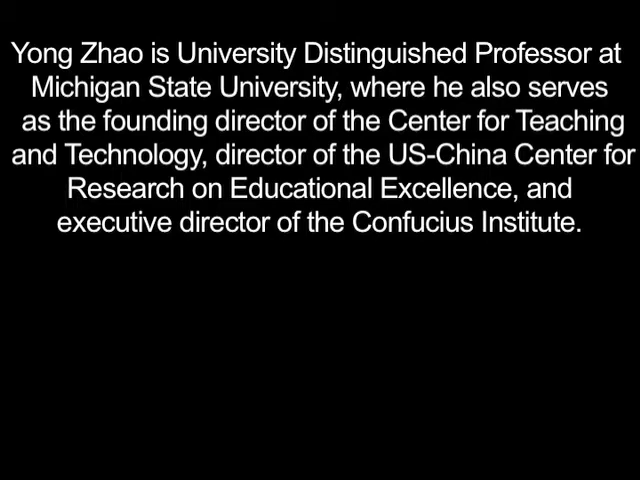 Yong Zhao is University Distinguished Professor at
Michigan State University, where he also serves
as the founding director of the Center for Teaching
and Technology, director of the US-China Center for
Research on Educational Excellence, and
executive director of the Confucius Institute.